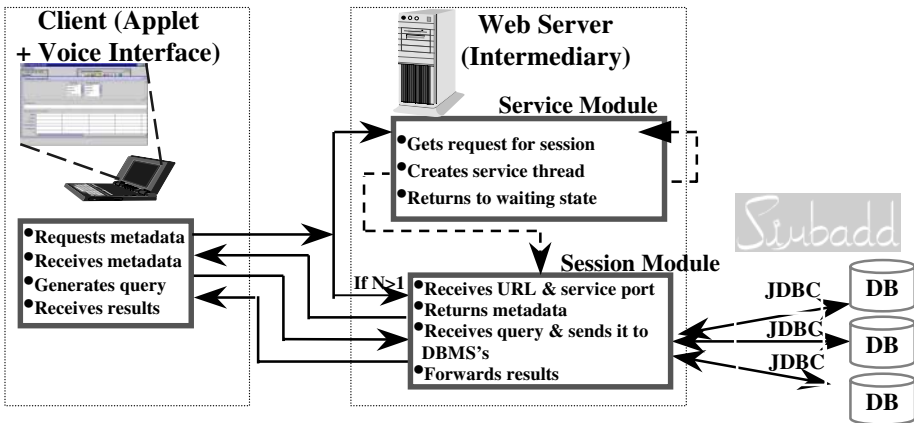 Client (Applet
+ Voice Interface)
Web Server
(Intermediary)
Service Module
●Gets request for session
●Creates service thread
●Returns to waiting state
●Requests metadata
●Receives metadata
●Generates query
●Receives results
If N>1
Session Module
●Receives URL & service port
●Returns metadata
●Receives query & sends it to
DBMS's
●Forwards results
Siubadd
JDBC
DB
JDBC
DB
JDBC
DB